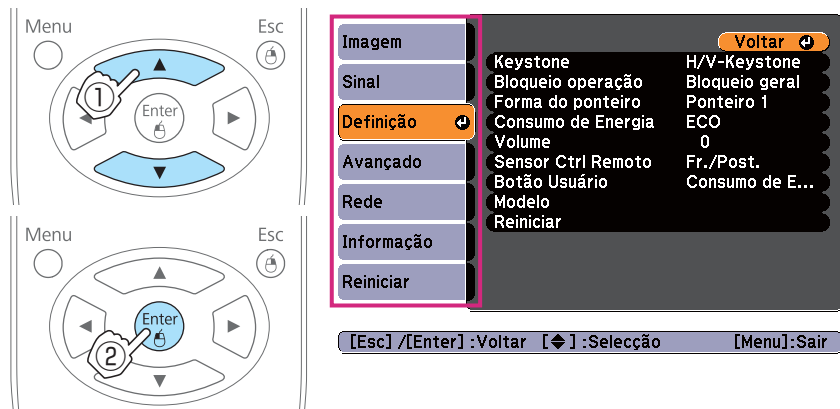 Menu
Esc
1
Enter
Menu
Esc
Enter
2
Imagem
Sinal
Definição
Avançado
Rede
Informação
Reiniciar
Voltar
Keystone H/V-Keystone
Bloqueio operação Bloqueio geral
Forma do ponteiro Ponteiro 1
Consumo de Energia ECO
Volume 0
Sensor Ctrl Remoto Fr./Post.
Botão Usuário Consumo de E...
Modelo
Reiniciar
[Esc] /[Enter] :Voltar [◆] :Selecção [Menu]:Sair